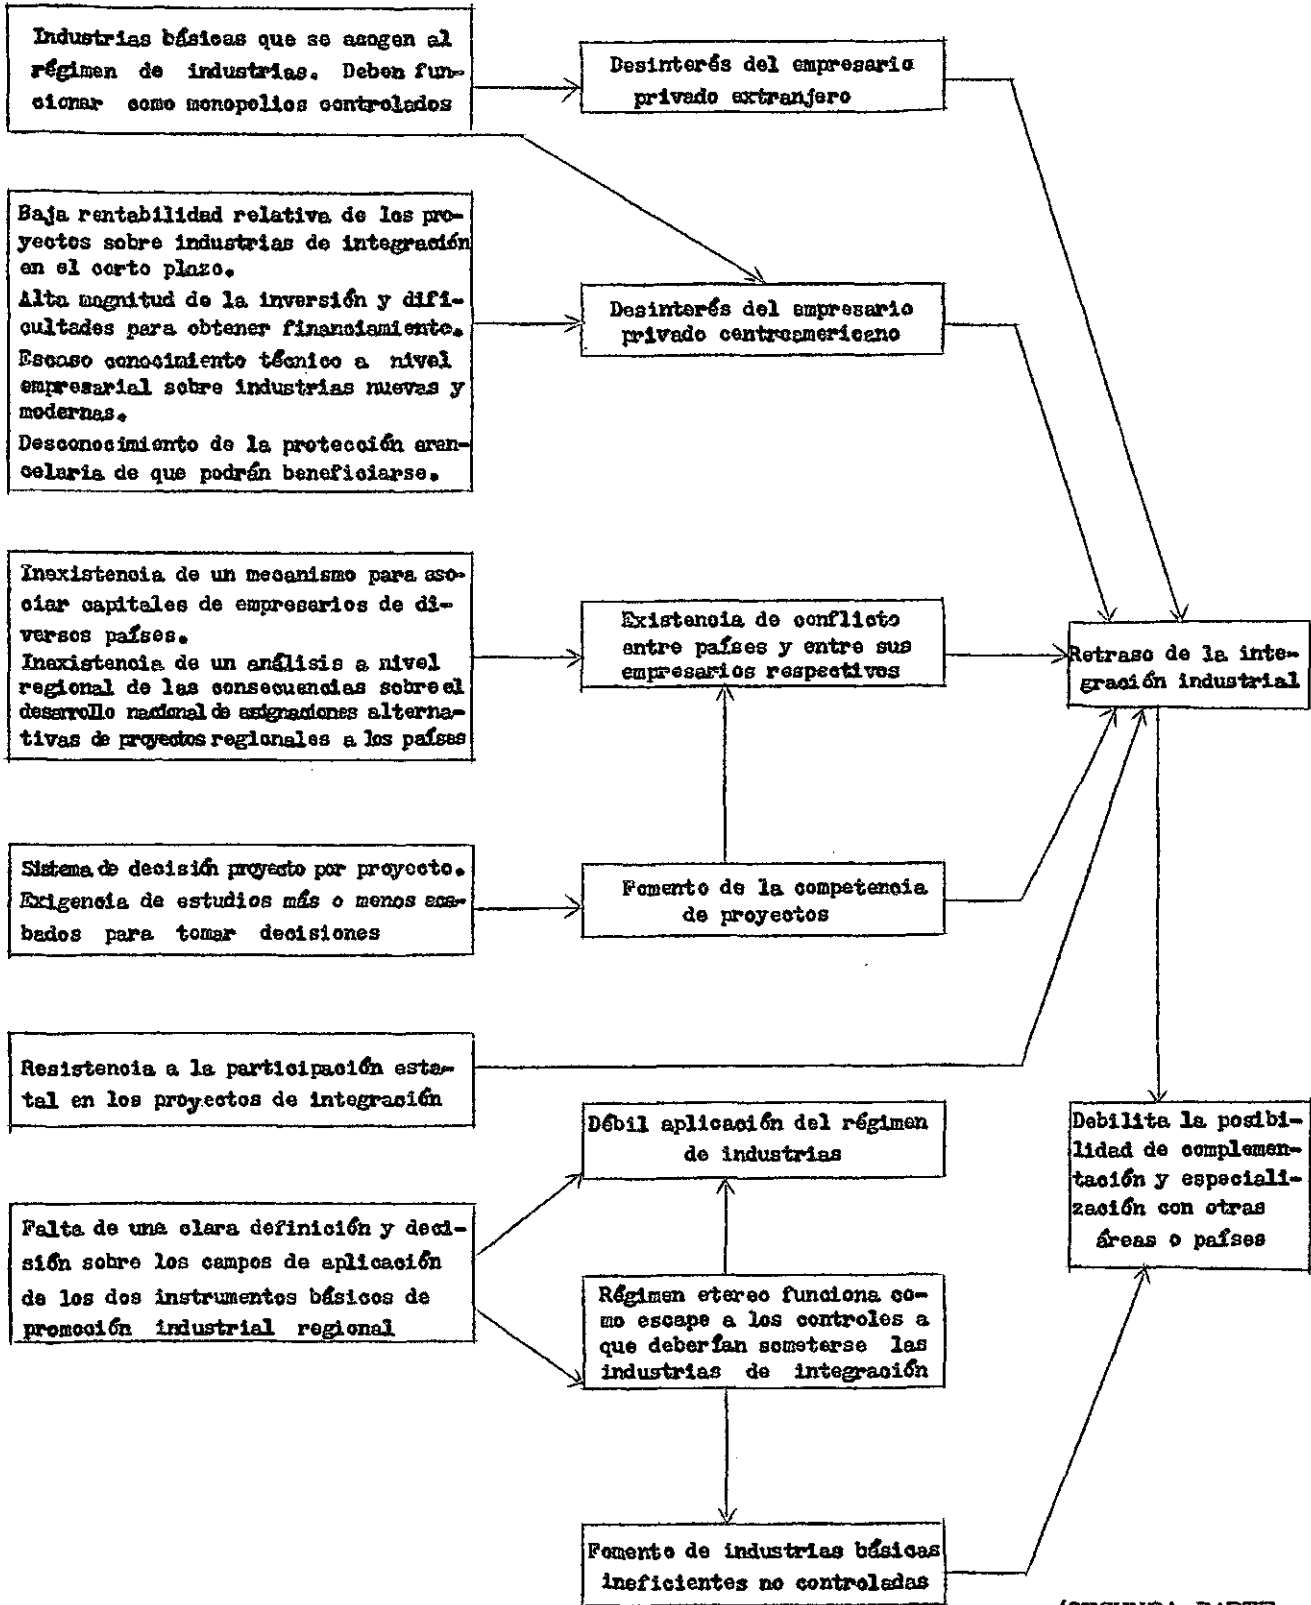 Industrias básicas que se asogen al
régimen de industrias. Deben fun-
cionar como monopolios controlados
Desinterés del empresario
privado extranjero
Baja rentabilidad relativa de los pro-
yectos sobre industrias de integración
en el corto plazo.
Alta magnitud de la inversión y difi-
cultades para obtener financiamiento.
Escaso conocimiento técnico a nivel
empresarial sobre industrias nuevas y
modernas.
Desconocimiento de la protección aran-
celaria de que podrán beneficiarse.
Desinterés del empresario
privado centroamericano
Inexistencia de un mecanismo para aso-
ciar capitales de empresarios de di-
versos países.
Inexistencia de un análisis a nivel
regional de las consecuencias sobre el
desarrollo nacional de asignaciones alterna-
tivas de proyectos regionales a los países
Existencia de conflicto
entre países y entre sus
empresarios respectivos
Retraso de la inte-
gración industrial
Sistema de decisión proyecto por proyecto.
Exigencia de estudios más o menos aca-
bados para tomar decisiones
Fomento de la competencia
de proyectos
Resistencia a la participación esta-
tal en los proyectos de integración
Débil aplicación del régimen
de industrias
Debilita la posibi-
lidad de complemen-
tación y especiali-
zación con otras
áreas o países
Falta de una clara definición y deci-
sión sobre los campos de aplicación
de los dos instrumentos básicos de
promoción industrial regional
Régimen etereo funciona co-
mo escape a los controles a
que deberían someterse las
industrias de integración
Fomento de industrias básicas
ineficientes no controladas